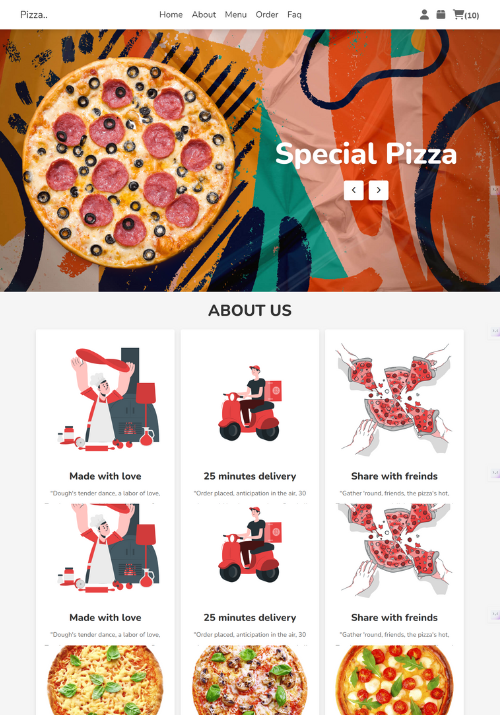 Pizza.. Home About Menu Order Faq (10)
Special Pizza
ABOUT US
Made with love 25 minutes delivery Share with freinds
"Dough's tender dance, a labor of love, "Order placed, anticipation in the air, 30 "Gather 'round, friends, the pizza's hot,
Made with love 25 minutes delivery Share with freinds
"Dough's tender dance, a labor of love, "Order placed, anticipation in the air, 30 "Gather 'round, friends, the pizza's hot,